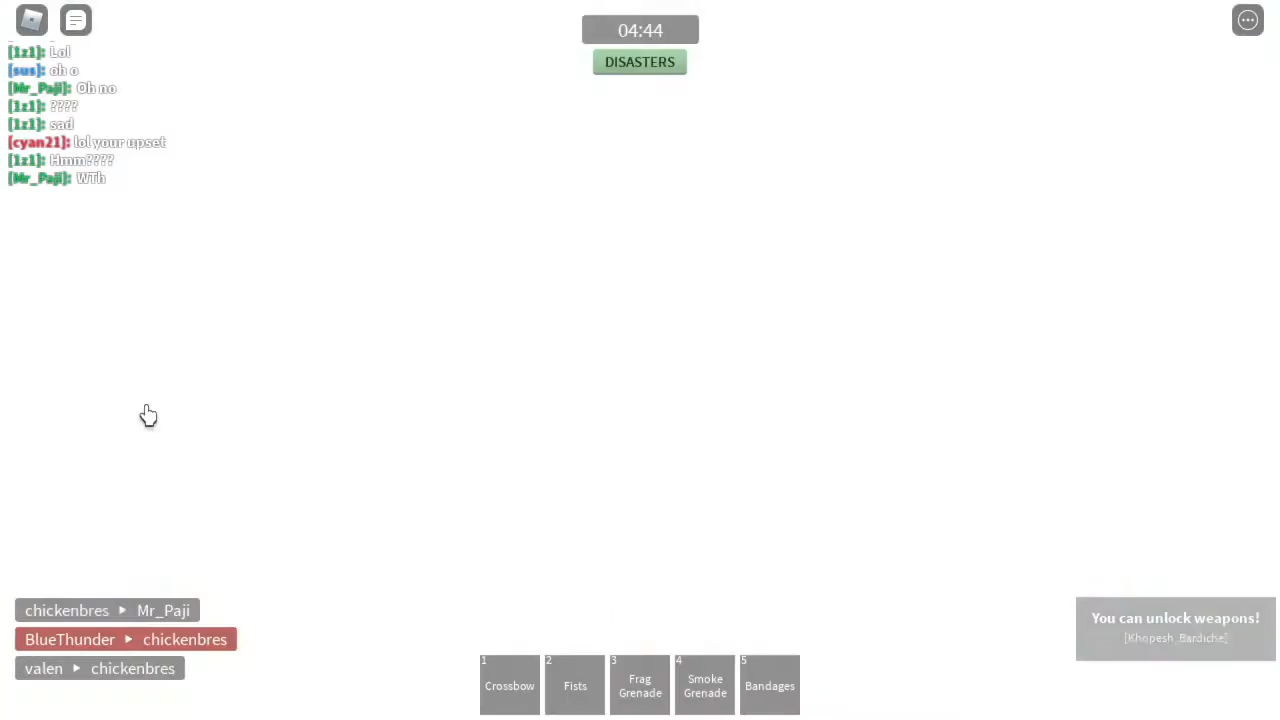 04:44
DISASTERS
[1z1]: Lol
[sus]: oh o
[Mr_Paji]: Oh no
[1z1]: ????
[1z1]: sad
[cyan21]: lol your upset
[1z1]: Hmm????
[Mr_Paji]: WTh
chickenbres ▸ Mr_Paji
BlueThunder ▸ chickenbres
valen ▸ chickenbres
1 Crossbow
2 Fists
3 Frag Grenade
4 Smoke Grenade
5 Bandages
You can unlock weapons!
[Khopesh, Bardiche]